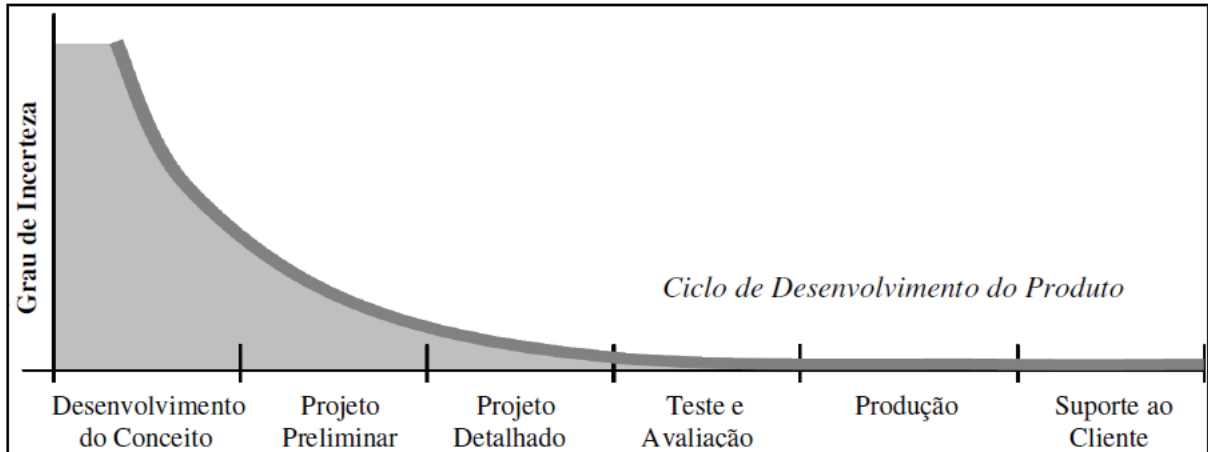 Grau de Incerteza
Ciclo de Desenvolvimento do Produto
Desenvolvimento
do Conceito
Projeto
Preliminar
Projeto
Detalhado
Teste e
Avaliação
Produção
Suporte ao
Cliente